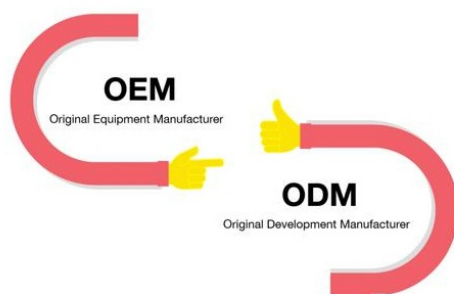 OEM
Original Equipment Manufacturer
ODM
Original Development Manufacturer